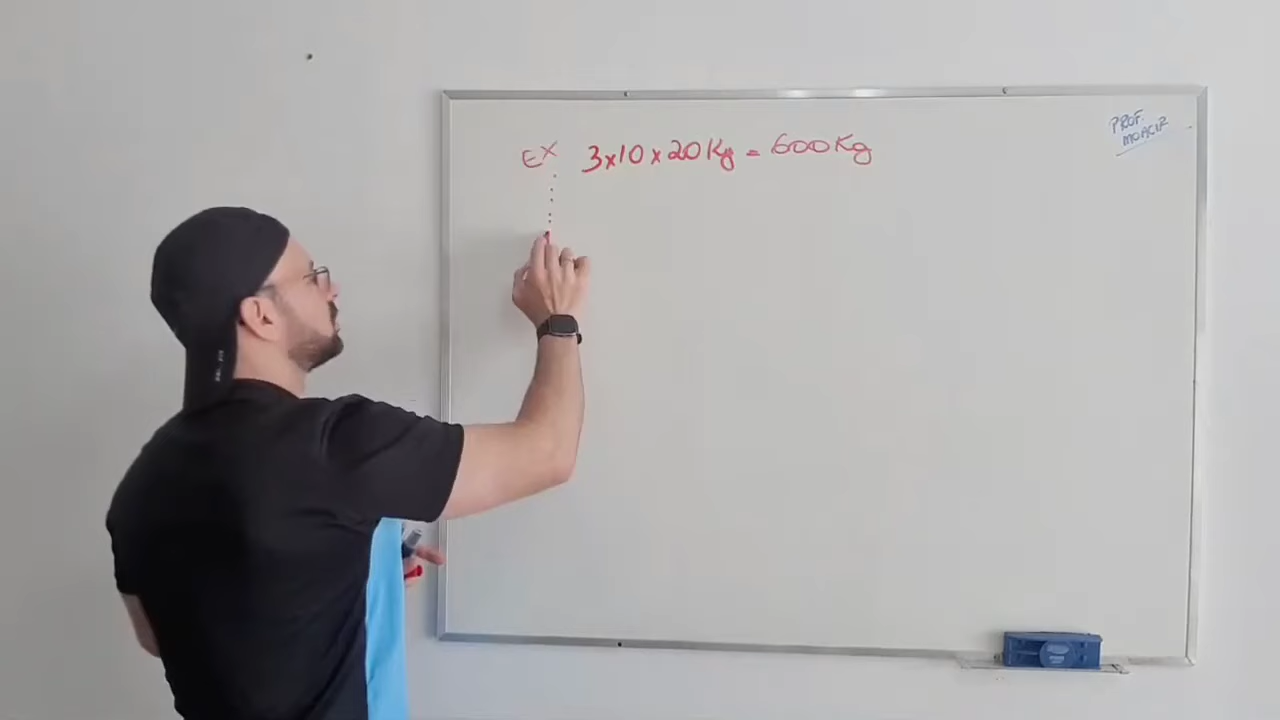 EX 3x10x20Kg = 600Kg
PROF.
MOACIR